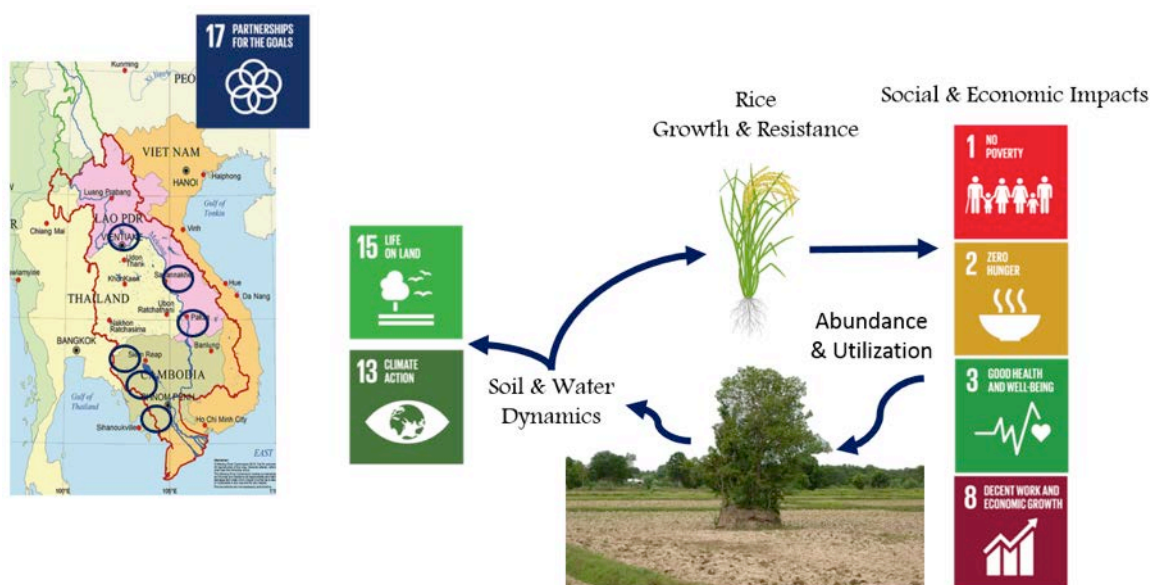 17 PARTNERSHIPS
FOR THE GOALS
Kunming
PEO
VIET NAM
HANOI
Haiphong
Luang Prabang
Gulf of
Tonkin
LAO PDR
Chiang Mai
VIENTIANE
Vinh
Udon
Thani
Khon Kaen
Savannakhet
Hue
Da Nang
THAILAND
Ubon
Ratchathani
Pakse
Nakhon
Ratchasima
BANGKOK
Siem Reap
Banlung
CAMBODIA
PHNOM PENH
Gulf of
Thailand
Sihanoukville
Ho Chi Minh City
EAST
100°E
105°E
15 LIFE
ON LAND
13 CLIMATE
ACTION
Soil & Water
Dynamics
Rice
Growth & Resistance
Social & Economic Impacts
1 NO
POVERTY
2 ZERO
HUNGER
Abundance
& Utilization
3 GOOD HEALTH
AND WELL-BEING
8 DECENT WORK AND
ECONOMIC GROWTH